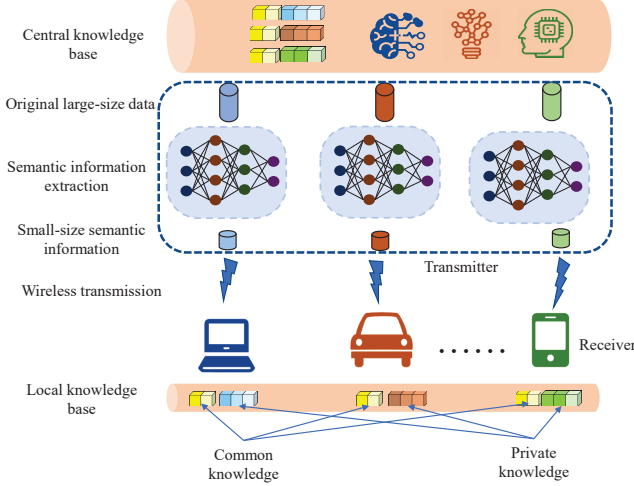 Central knowledge
base
Original large-size data
Semantic information
extraction
Small-size semantic
information
Transmitter
Wireless transmission
Receiver
Local knowledge
base
Common
knowledge
Private
knowledge